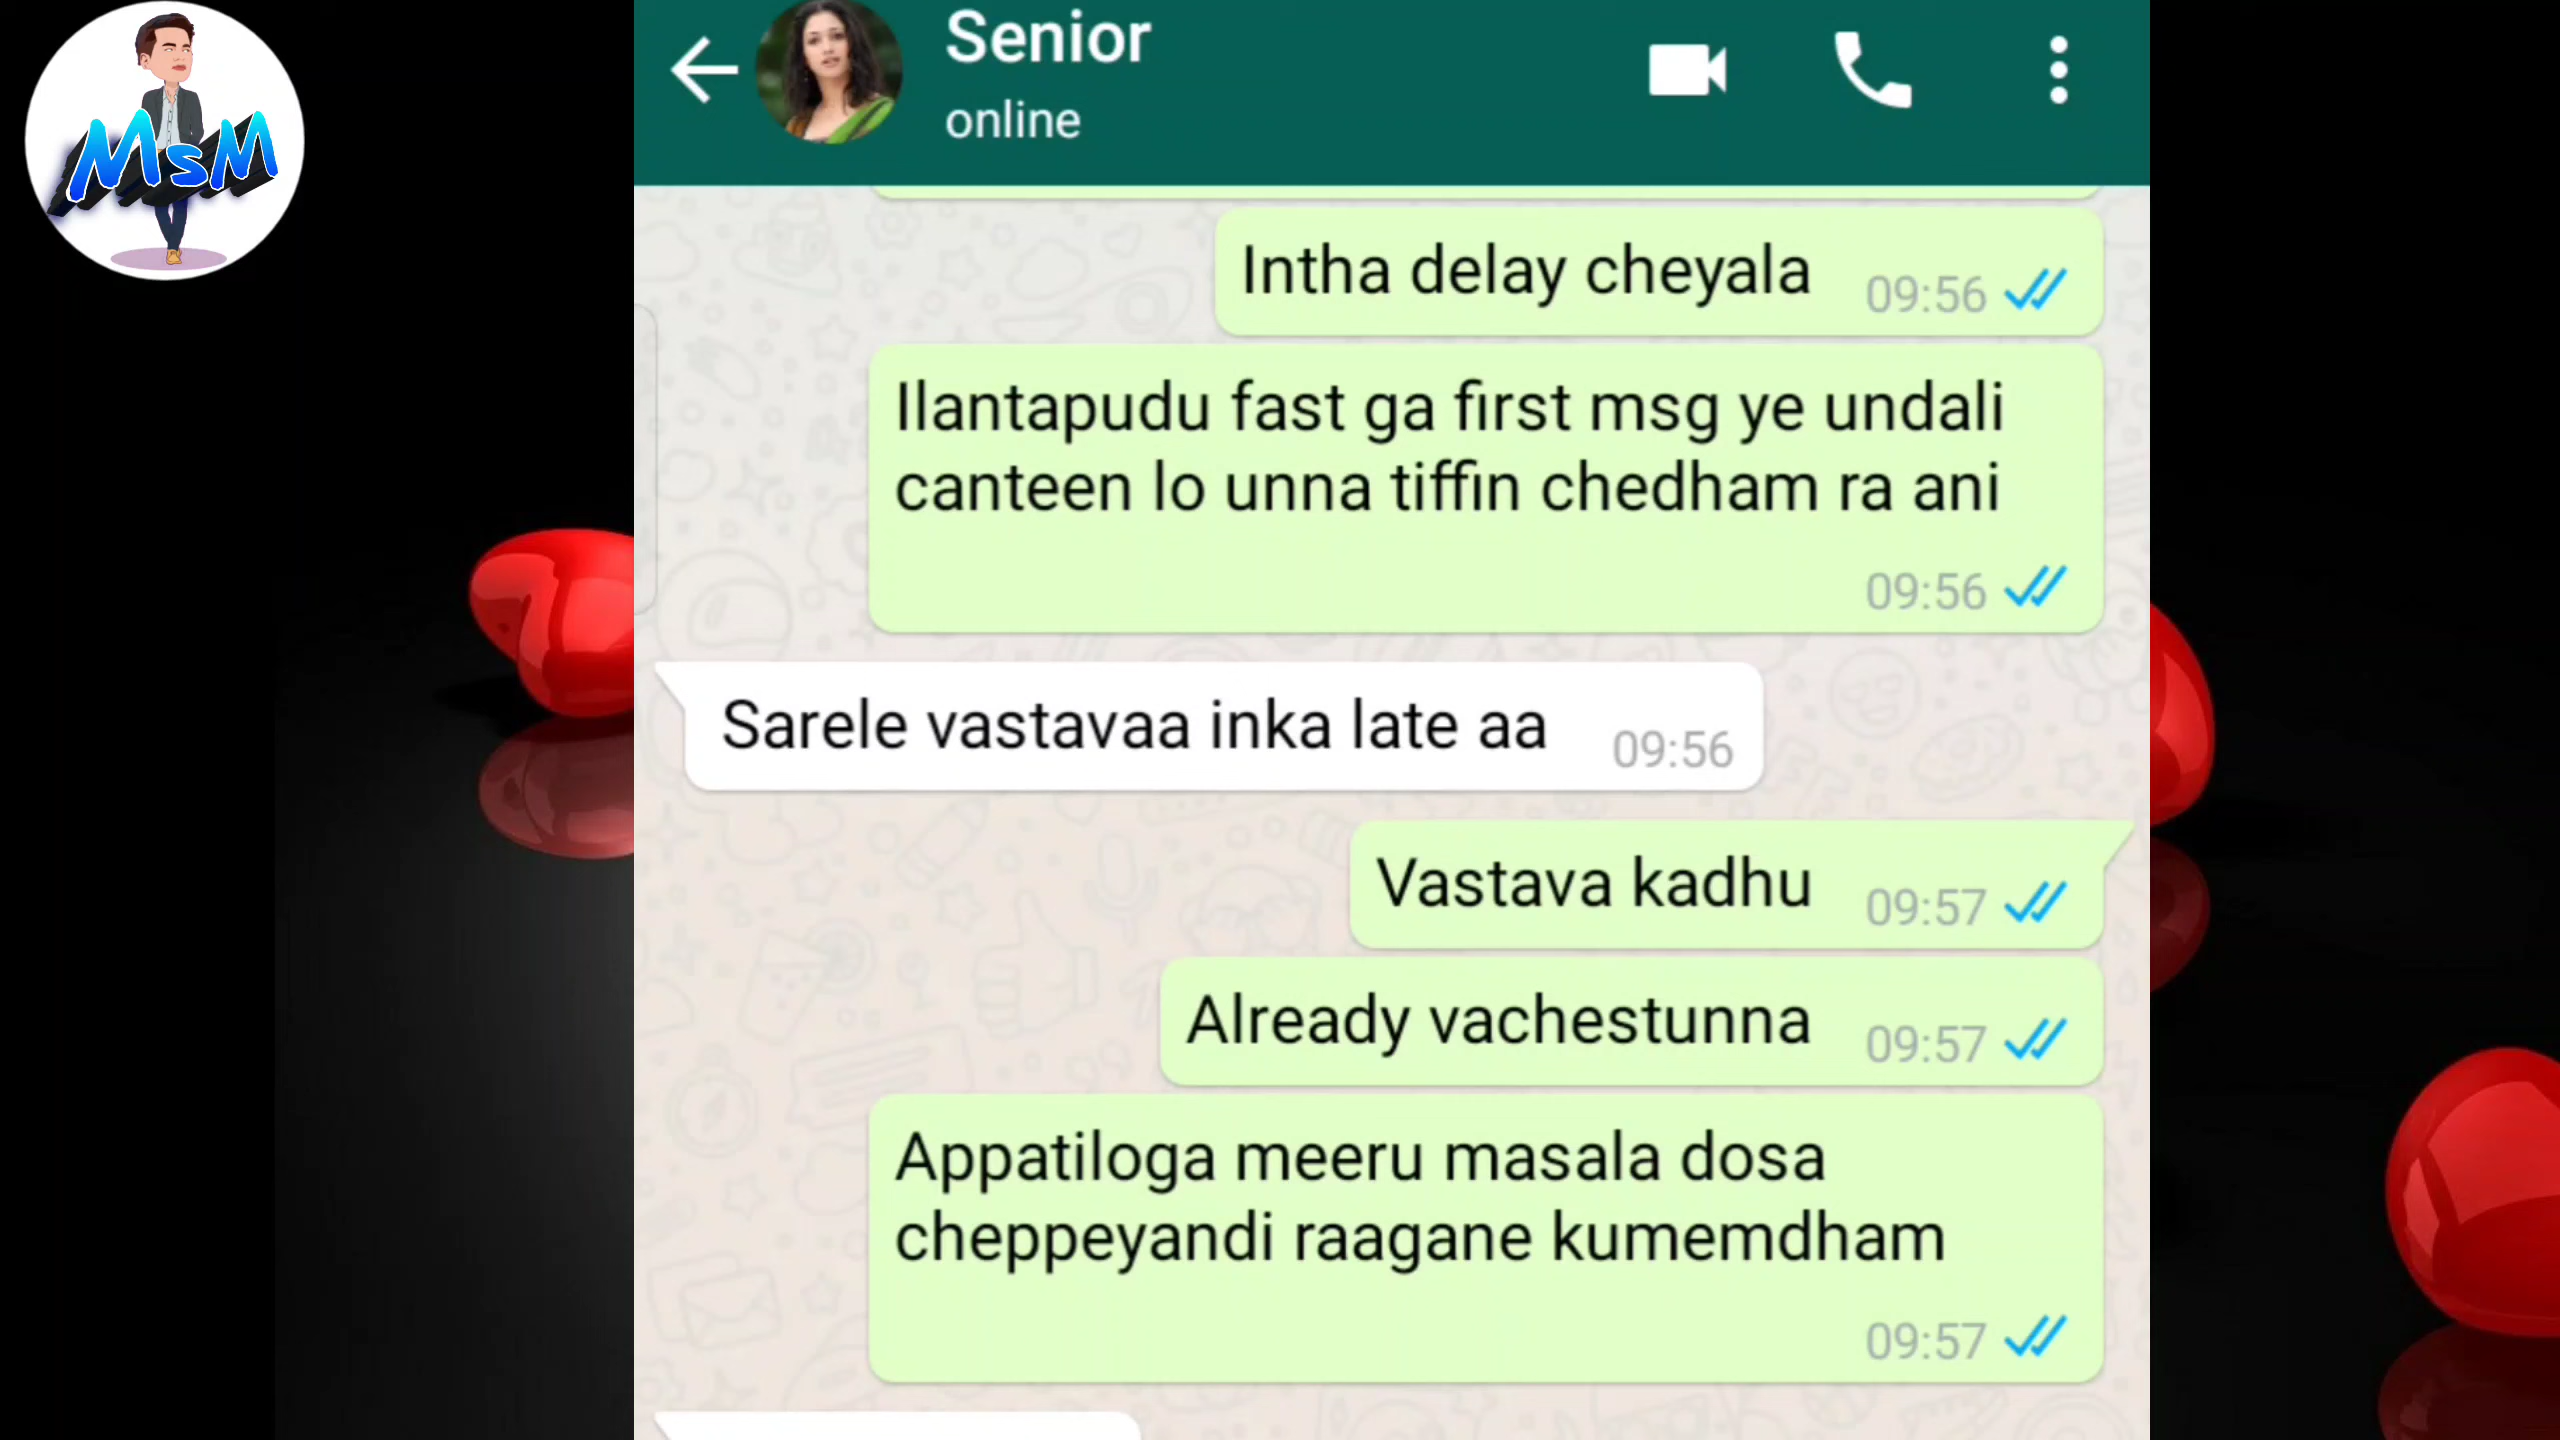 MsM
Senior
online
Intha delay cheyala
09:56
Ilantapudu fast ga first msg ye undali
canteen lo unna tiffin chedham ra ani
09:56
Sarele vastavaa inka late aa
09:56
Vastava kadhu
09:57
Already vachestunna
09:57
Appatiloga meeru masala dosa
cheppeyandi raagane kumemdham
09:57